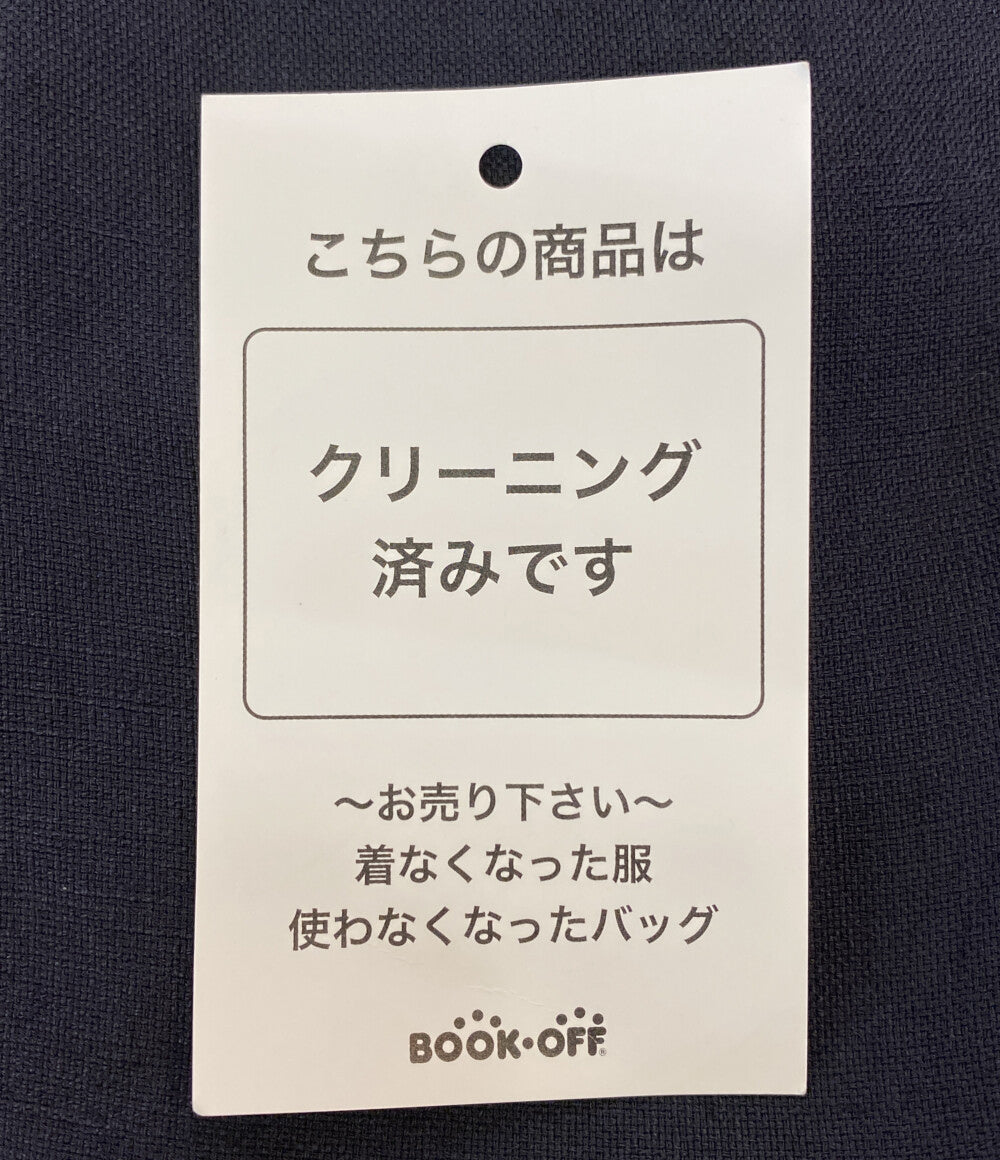 こちらの商品は
クリーニング
済みです
〜お売り下さい〜
着なくなった服
使わなくなったバッグ
BOOK・OFF®